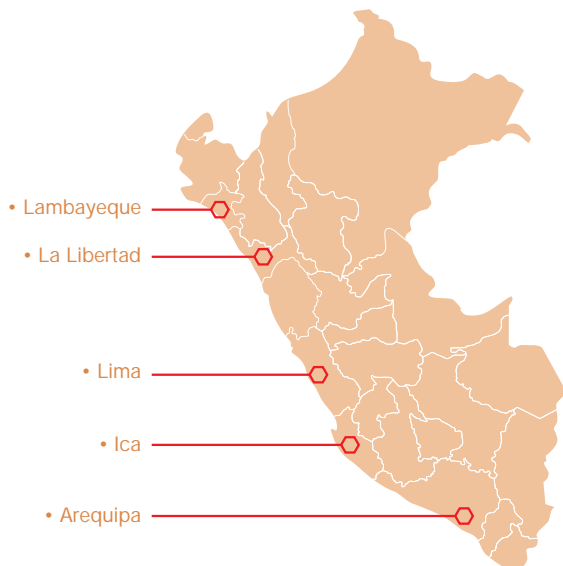 • Lambayeque
• La Libertad
• Lima
• Ica
• Arequipa